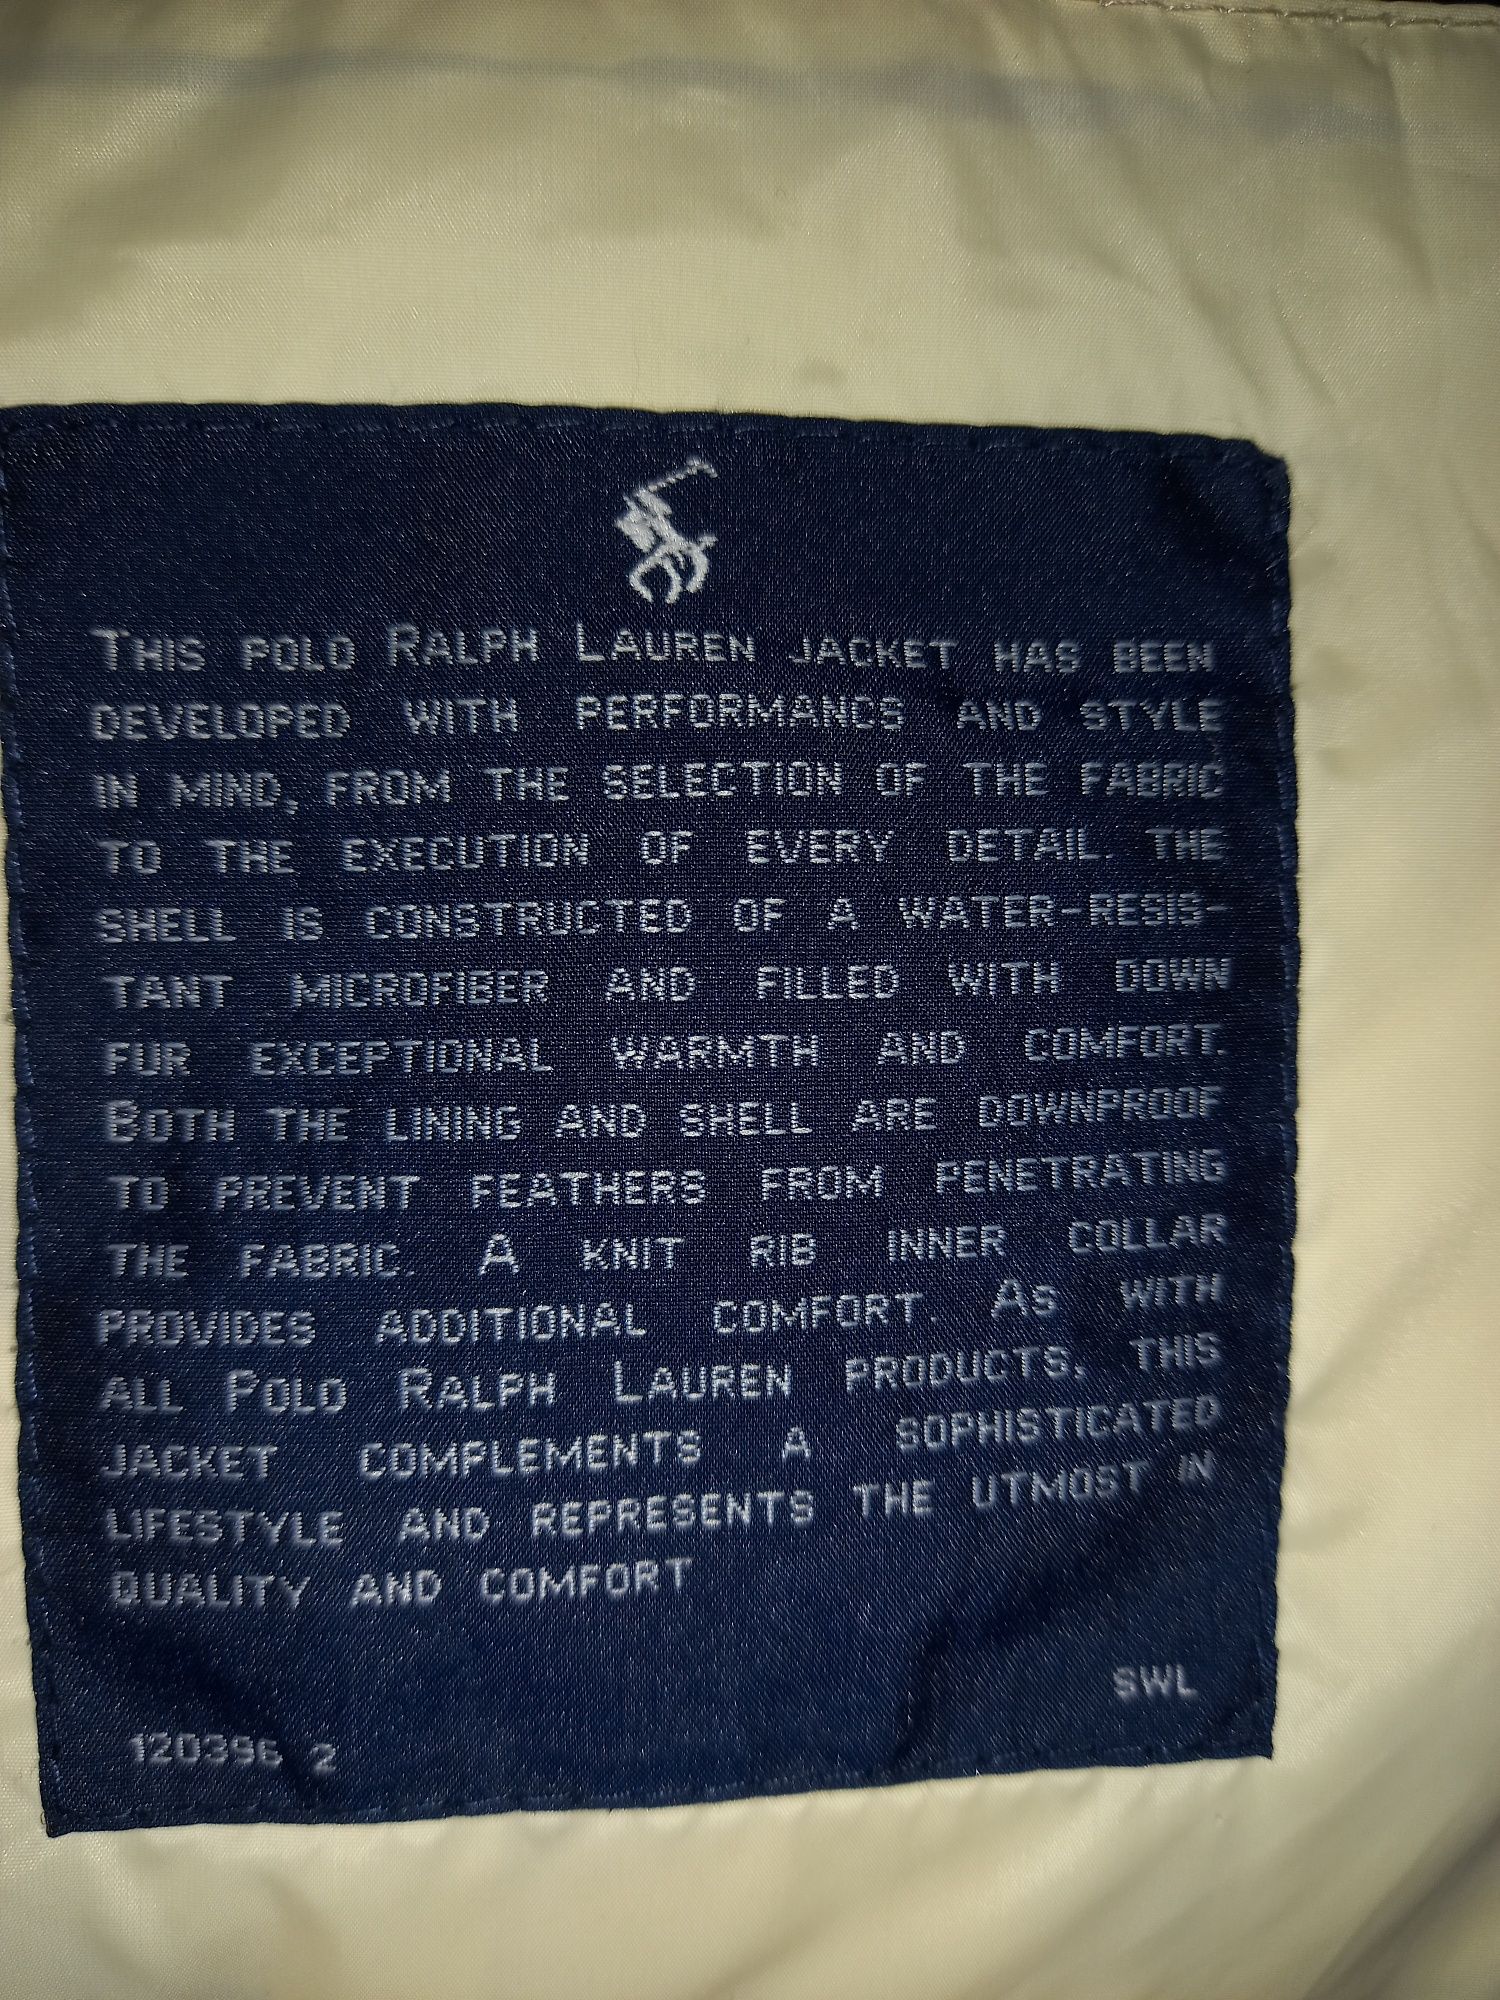 This polo Ralph Lauren jacket has been
developed with performancs and style
in mind, from the selection of the fabric
to the execution of every detail. the
shell is constructed of a water-resis-
tant microfiber and filled with down
fur exceptional warmth and comfort.
Both the lining and shell are downproof
to prevent feathers from penetrating
the fabric. A knit rib inner collar
provides additional comfort. As with
all Polo Ralph Lauren products, this
jacket complements a sophisticated
lifestyle and represents the utmost in
quality and comfort
SWL
120396 2